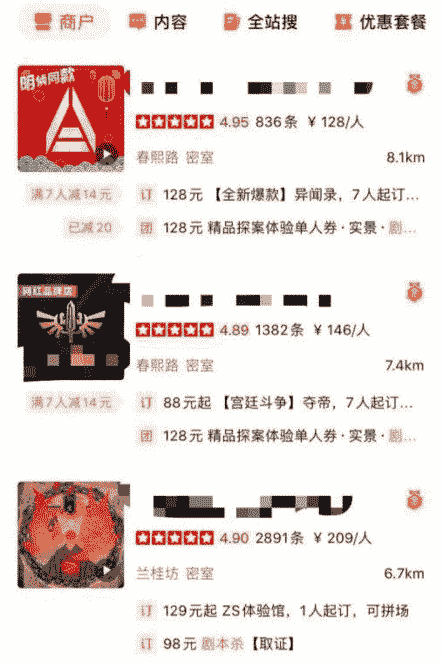 商户 内容 全站搜 优惠套餐
明侦同款
4.95 836条 ¥128/人
春熙路 密室 8.1km
满7人减14元 订 128元 【全新爆款】异闻录,7人起订...
已减20 团 128元 精品探案体验单人券·实景·剧...
网红品牌店
4.89 1382条 ¥146/人
春熙路 密室 7.4km
满7人减14元 订 88元起 【宫廷斗争】夺帝,7人起订...
团 128元 精品探案体验单人券·实景·剧...
4.90 2891条 ¥209/人
兰桂坊 密室 6.7km
订 129元起 ZS体验馆,1人起订,可拼场
订 98元 剧本杀【取证】